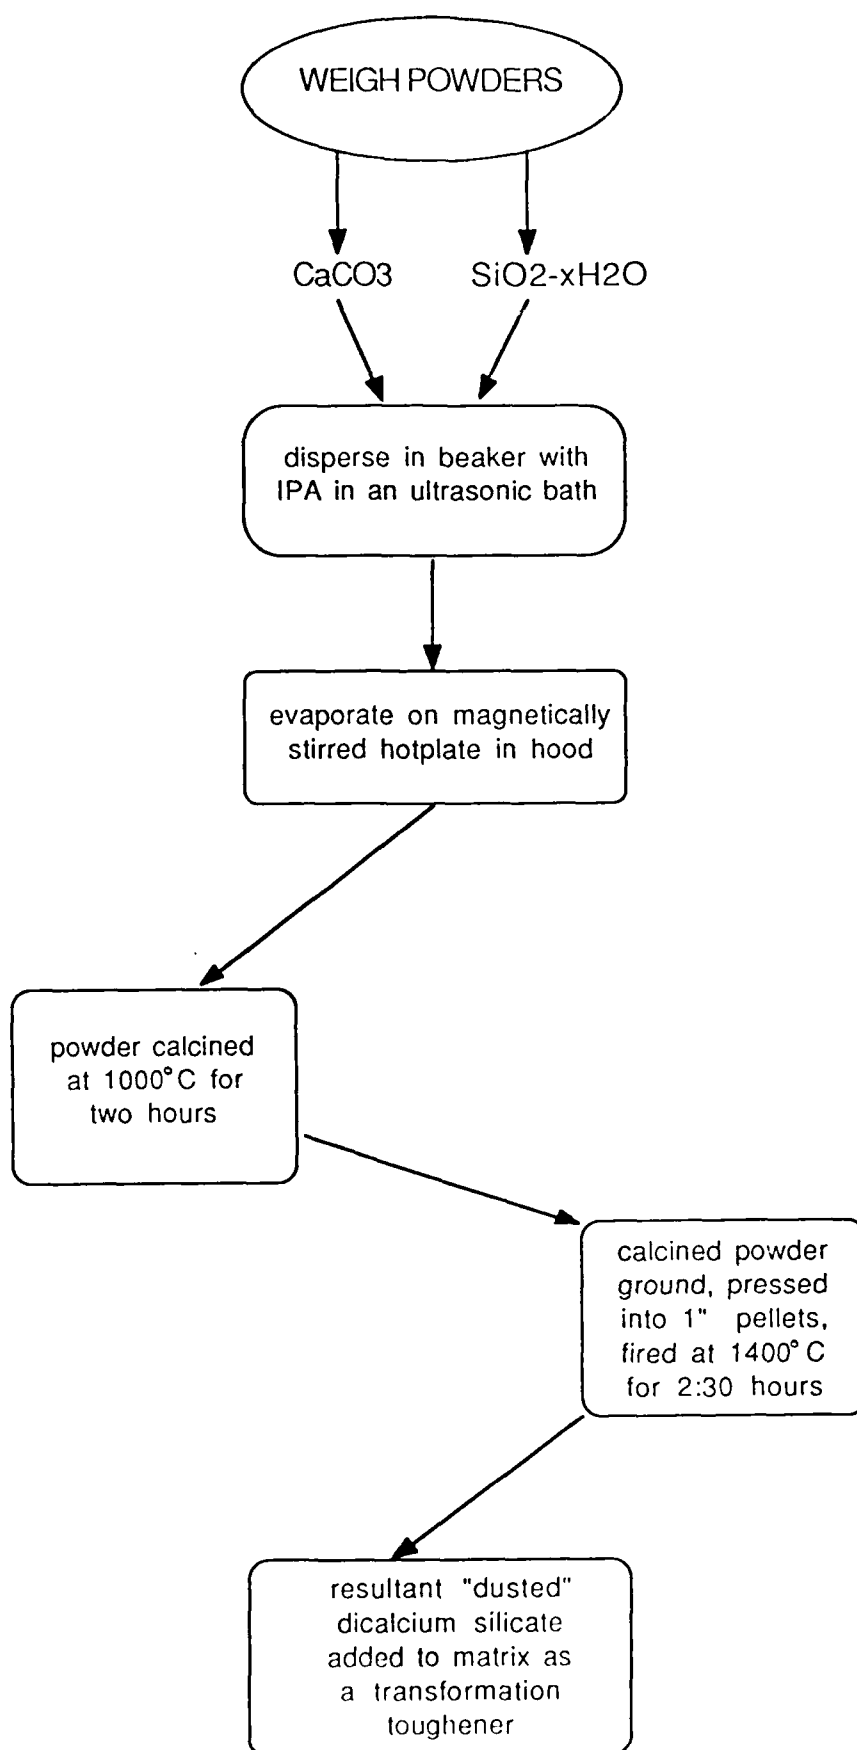 WEIGH POWDERS
CaCO3
SiO2-xH2O
disperse in beaker with
IPA in an ultrasonic bath
evaporate on magnetically
stirred hotplate in hood
powder calcined
at 1000°C for
two hours
calcined powder
ground, pressed
into 1" pellets,
fired at 1400°C
for 2:30 hours
resultant "dusted"
dicalcium silicate
added to matrix as
a transformation
toughener